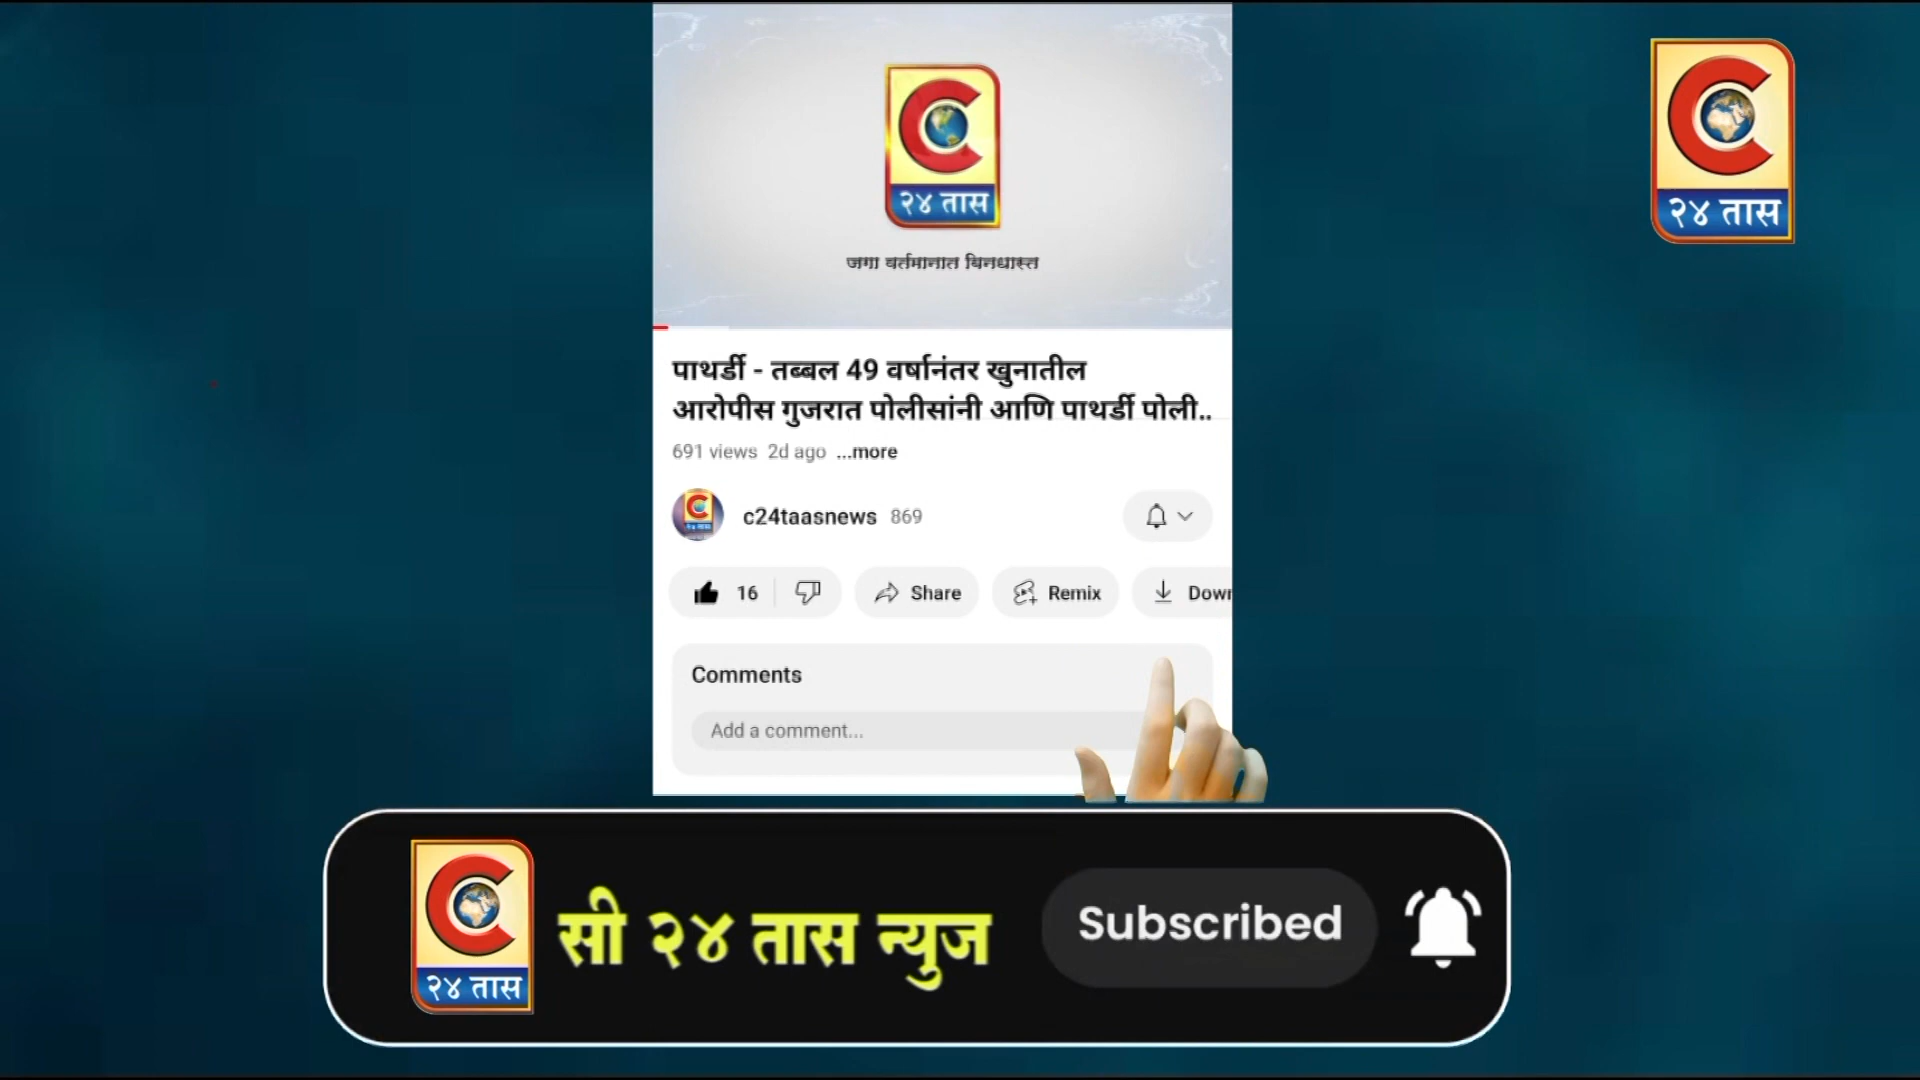 २४ तास
जगा वर्तमानात बिनधास्त
२४ तास
पाथर्डी - तब्बल 49 वर्षानंतर खुनातील
आरोपीस गुजरात पोलीसांनी आणि पाथर्डी पोली..
691 views 2d ago ...more
c24taasnews 869
16 Share Remix Down
Comments
Add a comment...
२४ तास
सी २४ तास न्युज Subscribed